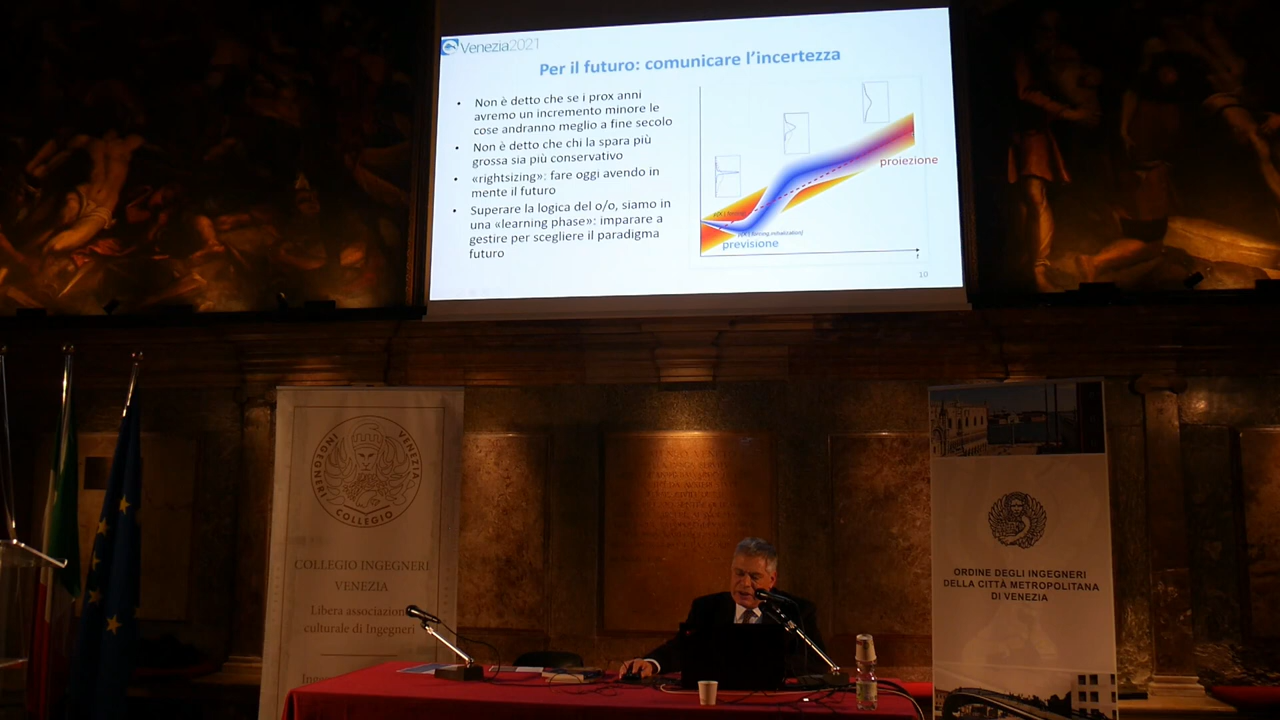 Venezia2021
Per il futuro: comunicare l'incertezza
• Non è detto che se i prox anni
avremo un incremento minore le
cose andranno meglio a fine secolo
• Non è detto che chi la spara più
grossa sia più conservativo
• «rightsizing»: fare oggi avendo in
mente il futuro
• Superare la logica del o/o, siamo in
una «learning phase»: imparare a
gestire per scegliere il paradigma
futuro
proiezione
previsione
t
10
INGEGNERI VENEZIA
COLLEGIO
COLLEGIO INGEGNERI
VENEZIA
Libera associazione
culturale di Ingegneri
ORDINE DEGLI INGEGNERI
DELLA CITTÀ METROPOLITANA
DI VENEZIA